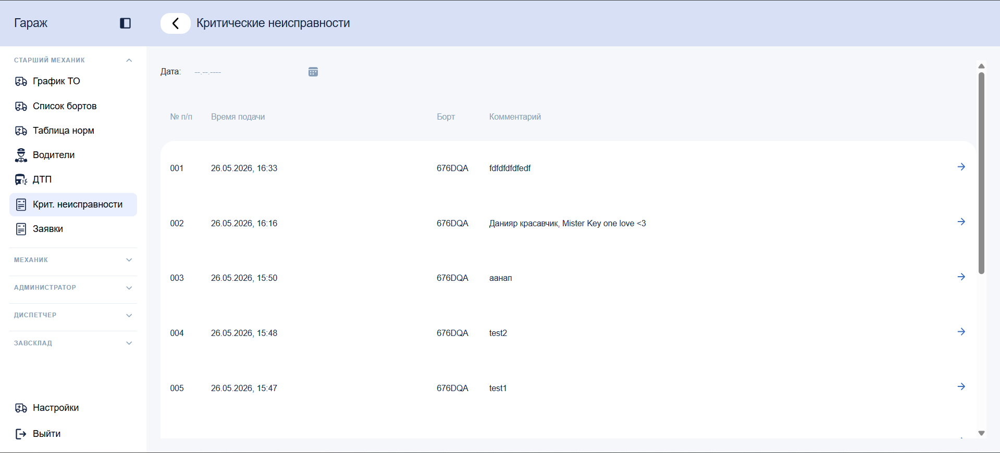 Гараж
Критические неисправности
СТАРШИЙ МЕХАНИК
График ТО
Список бортов
Таблица норм
Водители
ДТП
Крит. неисправности
Заявки
МЕХАНИК
АДМИНИСТРАТОР
ДИСПЕТЧЕР
ЗАВСКЛАД
Настройки
Выйти
Дата: --.--.----
№ п/п Время подачи Борт Комментарий
001 26.05.2026, 16:33 676DQA fdfdfdfdfedf
002 26.05.2026, 16:16 676DQA Данияр красавчик, Mister Key one love <3
003 26.05.2026, 15:50 676DQA аанап
004 26.05.2026, 15:48 676DQA test2
005 26.05.2026, 15:47 676DQA test1